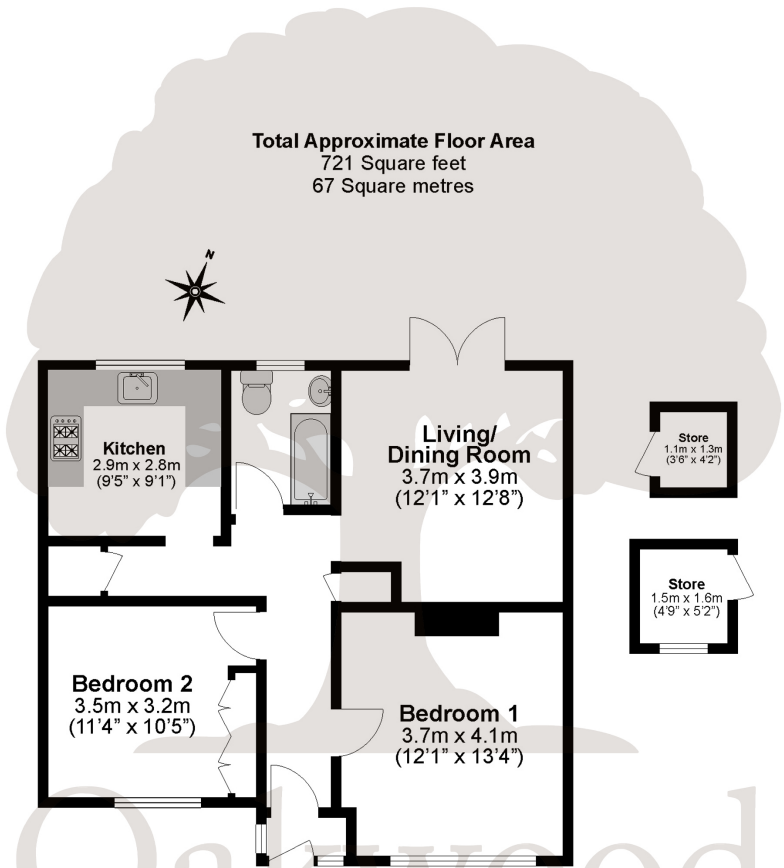 Total Approximate Floor Area
721 Square feet
67 Square metres
N
Kitchen
2.9m x 2.8m
(9'5" x 9'1")
Living/
Dining Room
3.7m x 3.9m
(12'1" x 12'8")
Store
1.1m x 1.3m
(3'6" x 4'2")
Store
1.5m x 1.6m
(4'9" x 5'2")
Bedroom 2
3.5m x 3.2m
(11'4" x 10'5")
Bedroom 1
3.7m x 4.1m
(12'1" x 13'4")
Oakwood